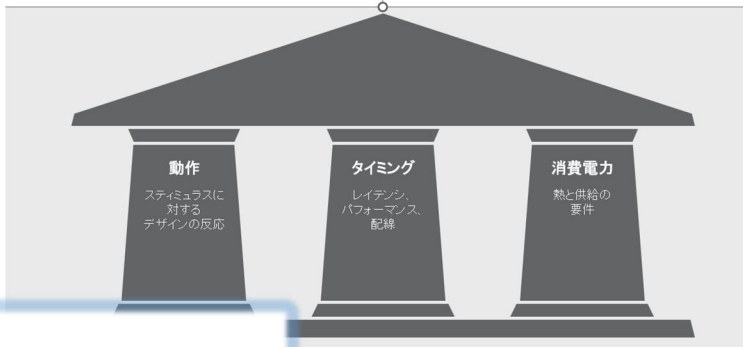 動作
スティミュラスに
対する
デザインの反応
タイミング
レイテンシ、
パフォーマンス、
配線
消費電力
熱と供給の
要件